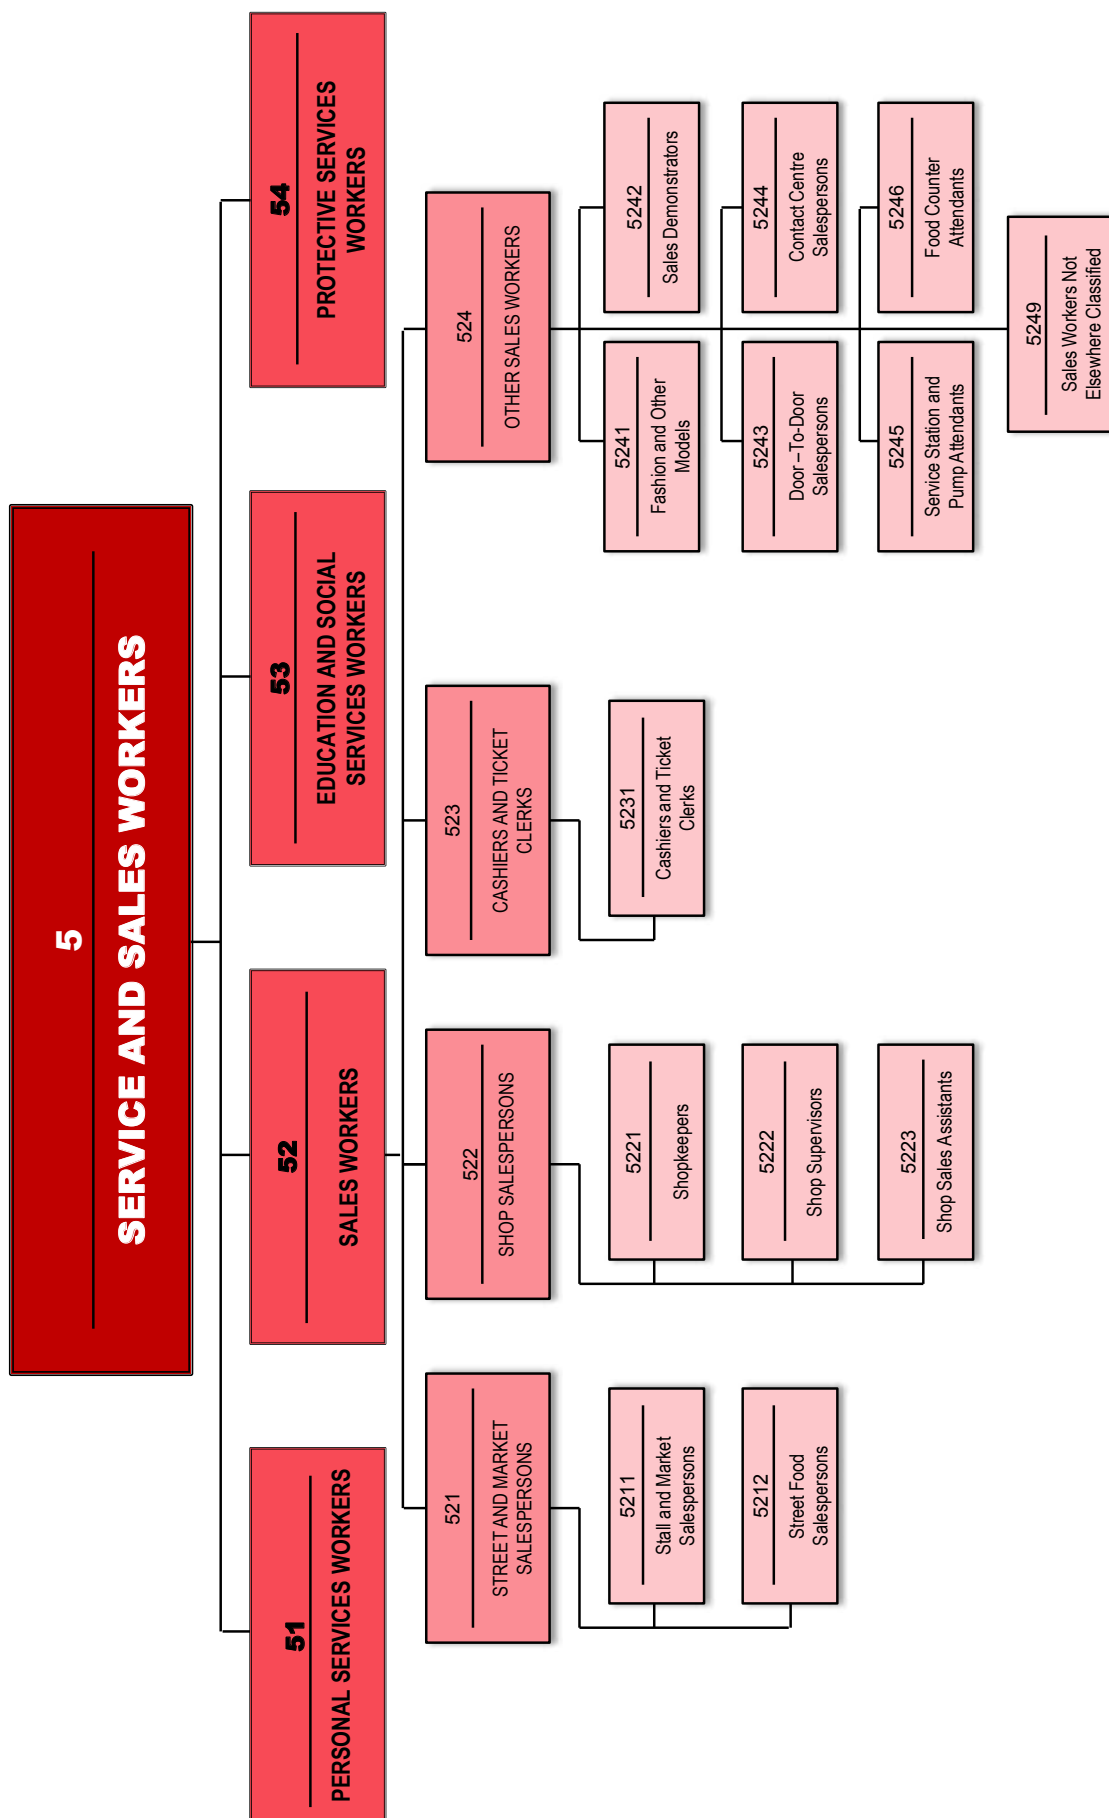 5
SERVICE AND SALES WORKERS
51
PERSONAL SERVICES WORKERS
52
SALES WORKERS
53
EDUCATION AND SOCIAL
SERVICES WORKERS
54
PROTECTIVE SERVICES
WORKERS
521
STREET AND MARKET
SALESPERSONS
522
SHOP SALESPERSONS
523
CASHIERS AND TICKET
CLERKS
524
OTHER SALES WORKERS
5211
Stall and Market
Salespersons
5212
Street Food
Salespersons
5221
Shopkeepers
5222
Shop Supervisors
5223
Shop Sales Assistants
5231
Cashiers and Ticket
Clerks
5241
Fashion and Other
Models
5242
Sales Demonstrators
5243
Door –To-Door
Salespersons
5244
Contact Centre
Salespersons
5245
Service Station and
Pump Attendants
5246
Food Counter
Attendants
5249
Sales Workers Not
Elsewhere Classified